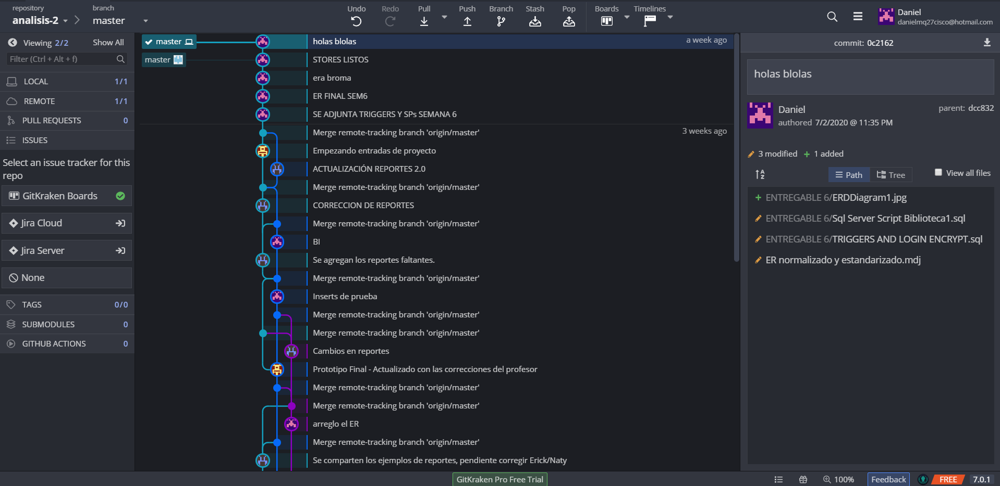 repository
analisis-2
branch
master
Undo
Redo
Pull
Push
Branch
Stash
Pop
Boards
Timelines
Daniel
danielmq27cisco@hotmail.com
Viewing 2/2
Show All
Filter (Ctrl + Alt + f)
LOCAL 1/1
REMOTE 1/1
PULL REQUESTS 0
ISSUES
Select an issue tracker for this
repo
GitKraken Boards
Jira Cloud
Jira Server
None
TAGS 0/0
SUBMODULES 0
GITHUB ACTIONS 0
master
holas blolas
a week ago
master
STORES LISTOS
era broma
ER FINAL SEM6
SE ADJUNTA TRIGGERS Y SPs SEMANA 6
Merge remote-tracking branch 'origin/master'
3 weeks ago
Empezando entradas de proyecto
ACTUALIZACIÓN REPORTES 2.0
Merge remote-tracking branch 'origin/master'
CORRECCION DE REPORTES
Merge remote-tracking branch 'origin/master'
BI
Se agregan los reportes faltantes.
Merge remote-tracking branch 'origin/master'
Inserts de prueba
Merge remote-tracking branch 'origin/master'
Merge remote-tracking branch 'origin/master'
Cambios en reportes
Prototipo Final - Actualizado con las correcciones del profesor
Merge remote-tracking branch 'origin/master'
Merge remote-tracking branch 'origin/master'
arreglo el ER
Merge remote-tracking branch 'origin/master'
Se comparten los ejemplos de reportes, pendiente corregir Erick/Naty
commit: 0c2162
holas blolas
Daniel
parent: dcc832
authored 7/2/2020 @ 11:35 PM
3 modified + 1 added
A
Z
Path
Tree
View all files
+ ENTREGABLE 6/ERDDiagram1.jpg
ENTREGABLE 6/Sql Server Script Biblioteca1.sql
ENTREGABLE 6/TRIGGERS AND LOGIN ENCRYPT.sql
ER normalizado y estandarizado.mdj
GitKraken Pro Free Trial
100%
Feedback
FREE
7.0.1